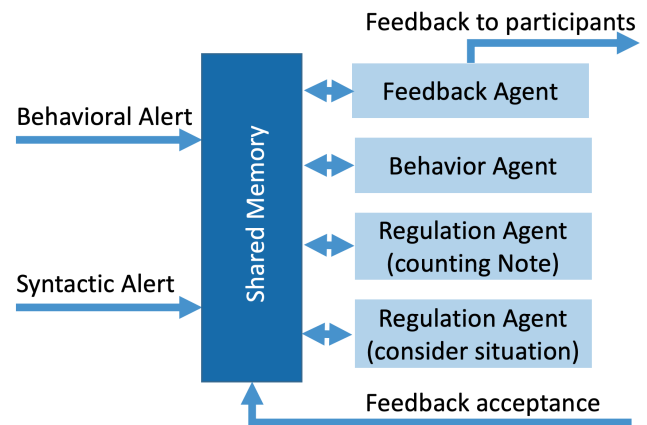 Feedback to participants
Feedback Agent
Behavioral Alert
Behavior Agent
Shared Memory
Regulation Agent
(counting Note)
Syntactic Alert
Regulation Agent
(consider situation)
Feedback acceptance